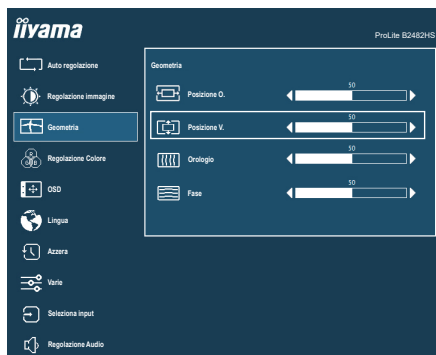 iiyama
ProLite B2482HS
Auto regolazione
Regolazione immagine
Geometria
Regolazione Colore
OSD
Lingua
Azzera
Varie
Seleziona input
Regolazione Audio
Geometria
Posizione O.
50
Posizione V.
50
Orologio
50
Fase
50